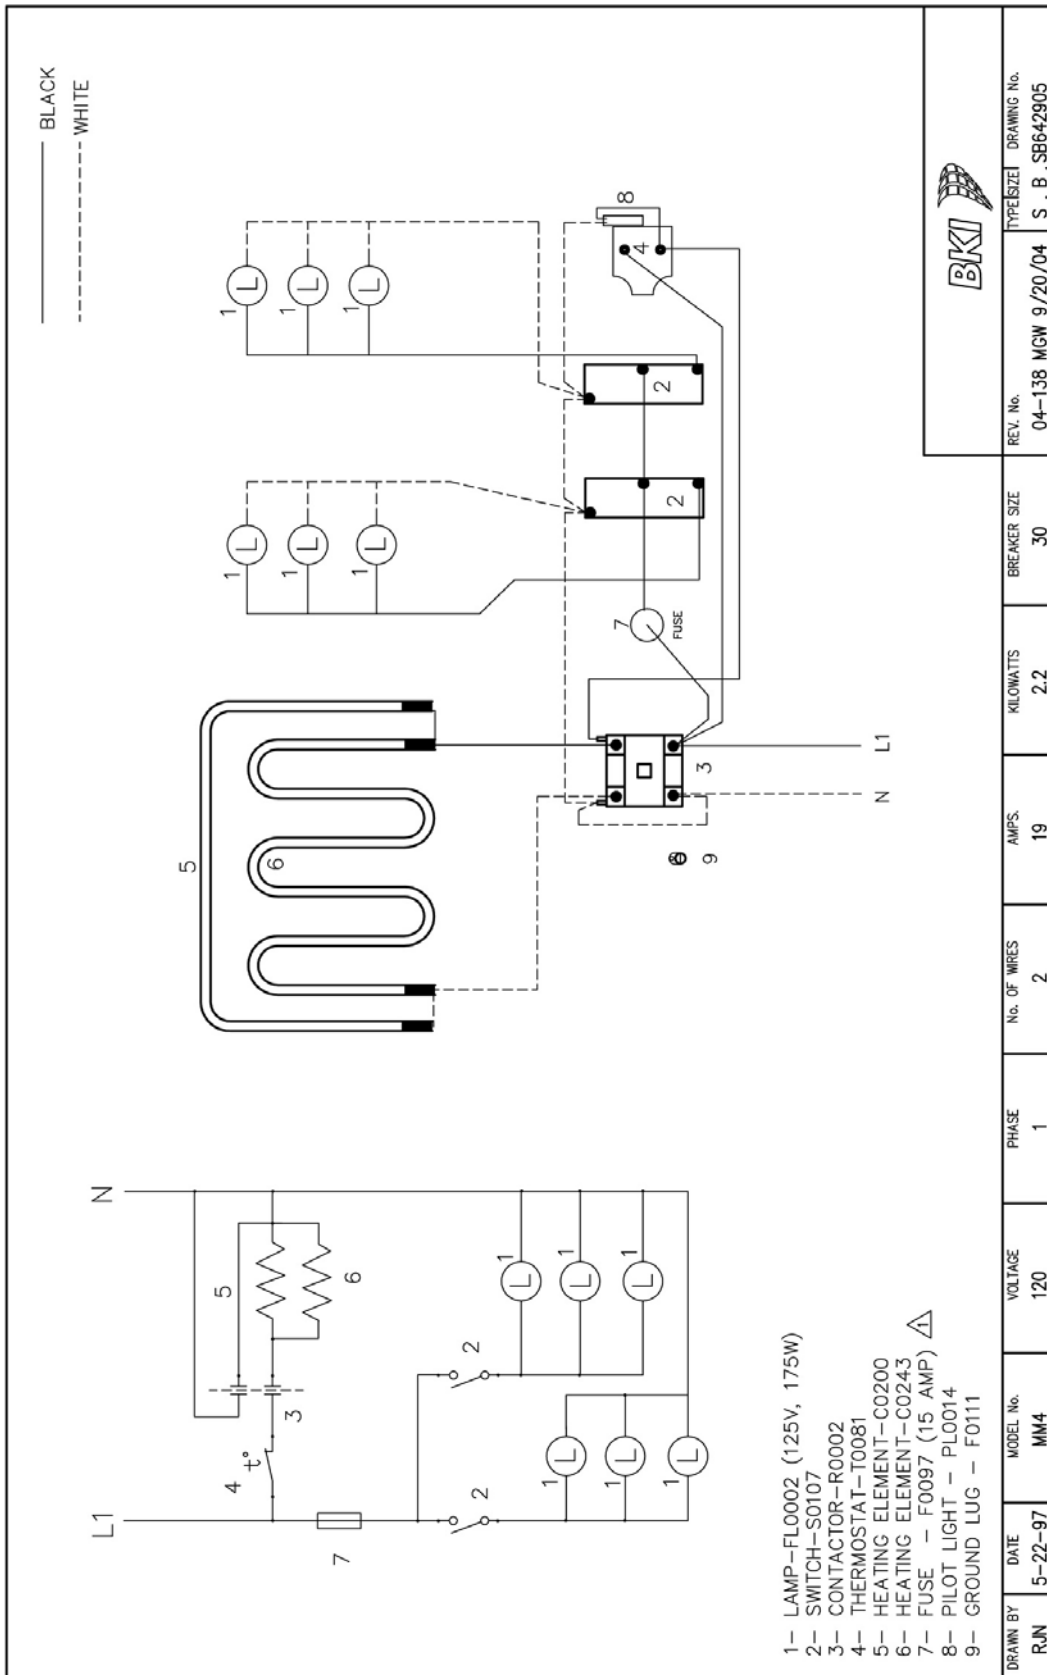 BLACK
WHITE
L1
N
4
t°
3
5
6
7
2
2
L
1
L
1
L
1
L
1
L
1
L
1
5
6
1
L
1
L
1
L
1
L
1
L
1
L
7
FUSE
2
2
4
8
3
9
N
L1
1- LAMP-FL0002 (125V, 175W)
2- SWITCH-S0107
3- CONTACTOR-R0002
4- THERMOSTAT-T0081
5- HEATING ELEMENT-C0200
6- HEATING ELEMENT-C0243
7- FUSE - F0097 (15 AMP) 1
8- PILOT LIGHT - PL0014
9- GROUND LUG - F0111
BKI
DRAWN BY DATE MODEL No. VOLTAGE PHASE No. OF WIRES AMPS. KILOWATTS BREAKER SIZE REV. No. TYPE SIZE DRAWING No.
RJN 5-22-97 MM4 120 1 2 19 2.2 30 04-138 MGW 9/20/04 S . B . SB642905